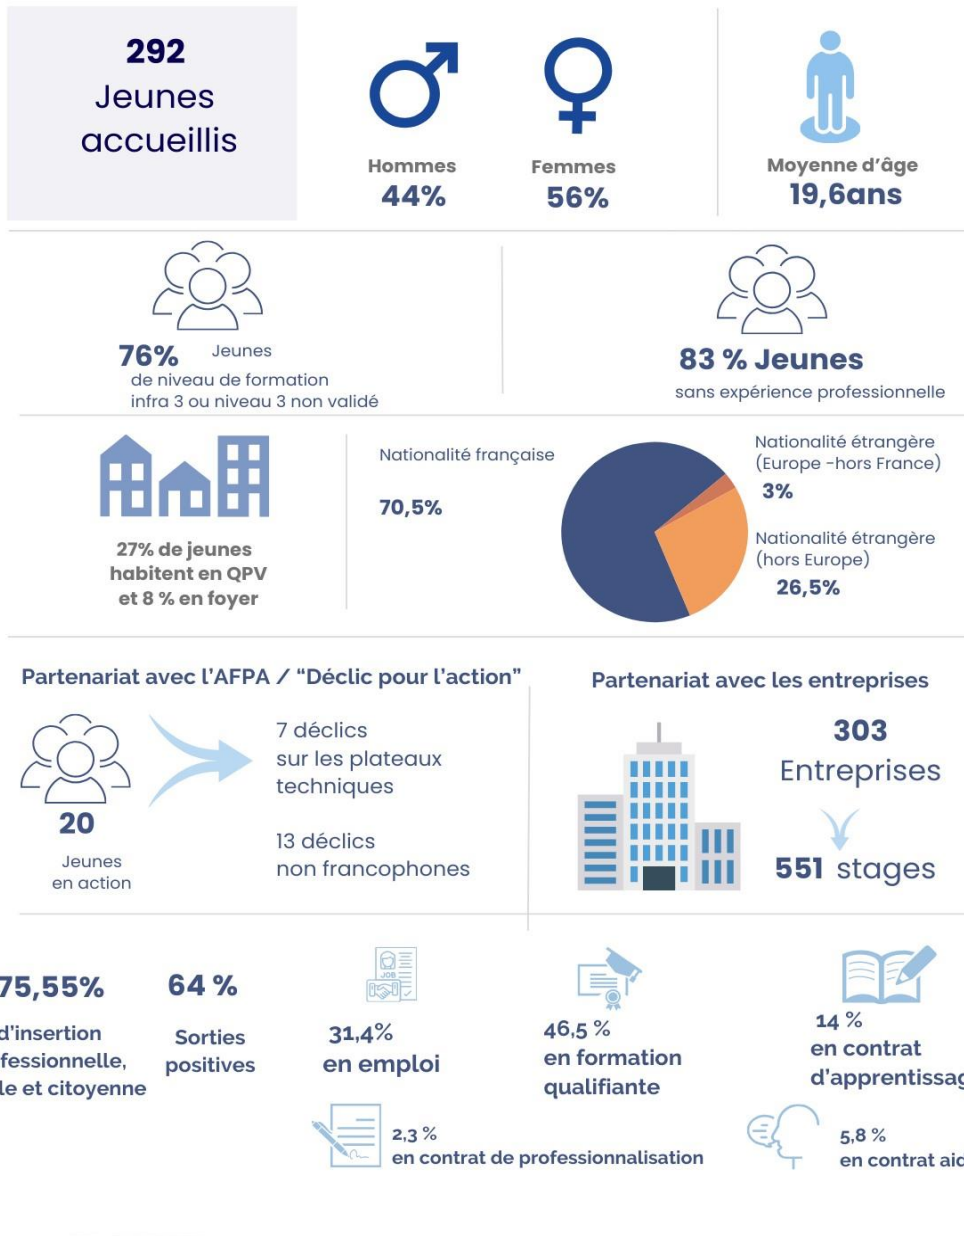 292
Jeunes
accueillis
Hommes
44%
Femmes
56%
Moyenne d'âge
19,6ans
76% Jeunes
de niveau de formation
infra 3 ou niveau 3 non validé
83 % Jeunes
sans expérience professionnelle
27% de jeunes
habitent en QPV
et 8 % en foyer
Nationalité française
70,5%
Nationalité étrangère
(Europe -hors France)
3%
Nationalité étrangère
(hors Europe)
26,5%
Partenariat avec l'AFPA / “Déclic pour l'action”
20
Jeunes
en action
7 déclics
sur les plateaux
techniques
13 déclics
non francophones
Partenariat avec les entreprises
303
Entreprises
551 stages
75,55%
d'insertion
fessionnelle,
le et citoyenne
64 %
Sorties
positives
JOB
31,4%
en emploi
46,5 %
en formation
qualifiante
14 %
en contrat
d'apprentissag
2,3 %
en contrat de professionnalisation
5,8 %
en contrat aid